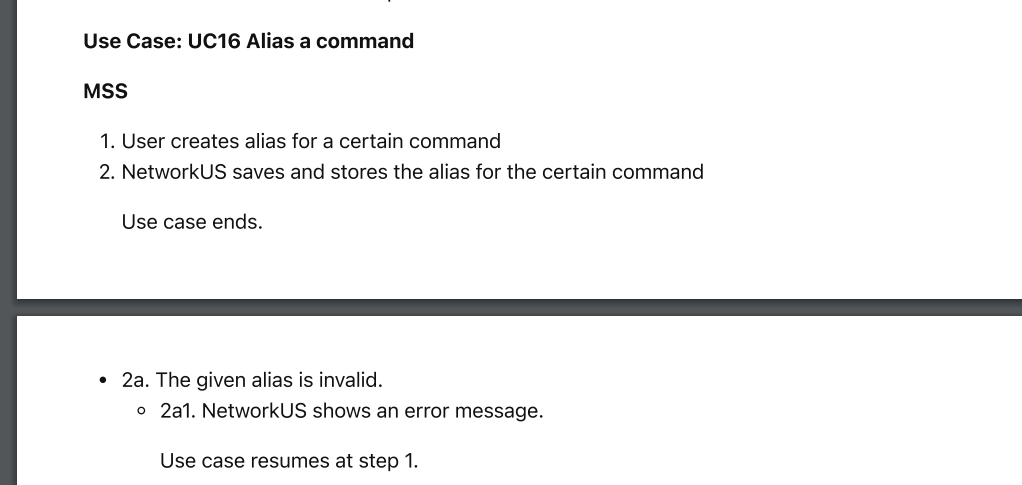 Use Case: UC16 Alias a command
MSS
1. User creates alias for a certain command
2. NetworkUS saves and stores the alias for the certain command
Use case ends.
• 2a. The given alias is invalid.
◦ 2a1. NetworkUS shows an error message.
Use case resumes at step 1.